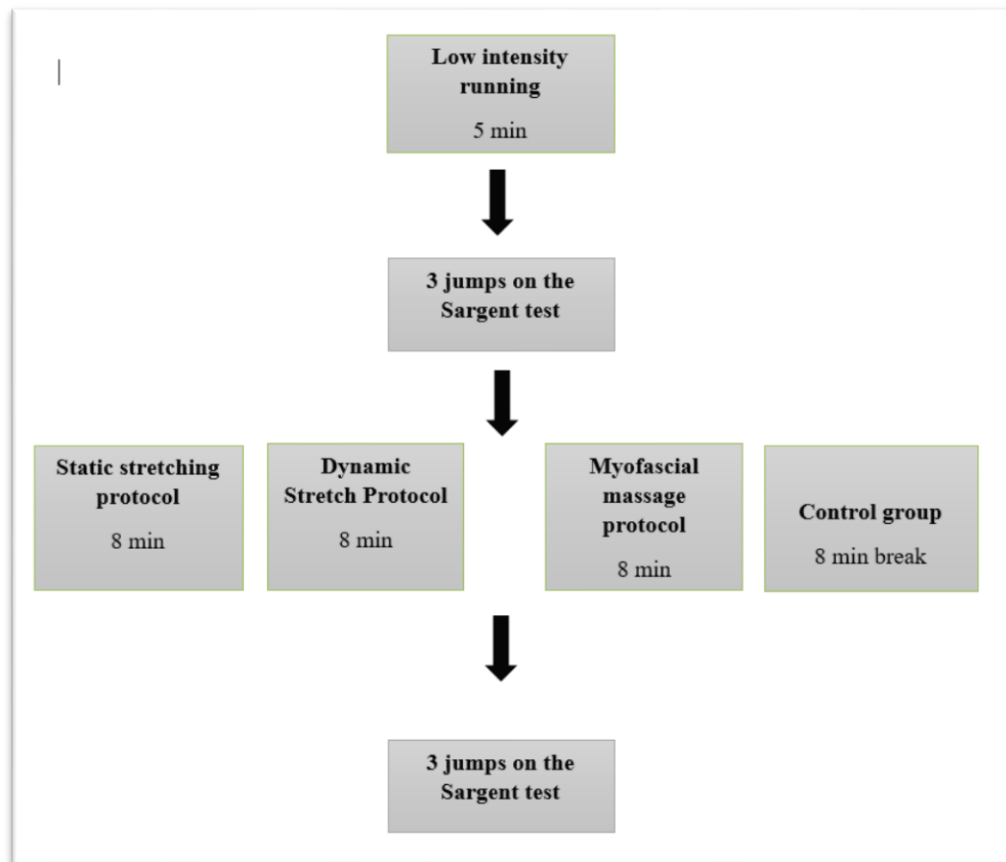 Low intensity
running
5 min
3 jumps on the
Sargent test
Static stretching
protocol
8 min
Dynamic
Stretch Protocol
8 min
Myofascial
massage
protocol
8 min
Control group
8 min break
3 jumps on the
Sargent test